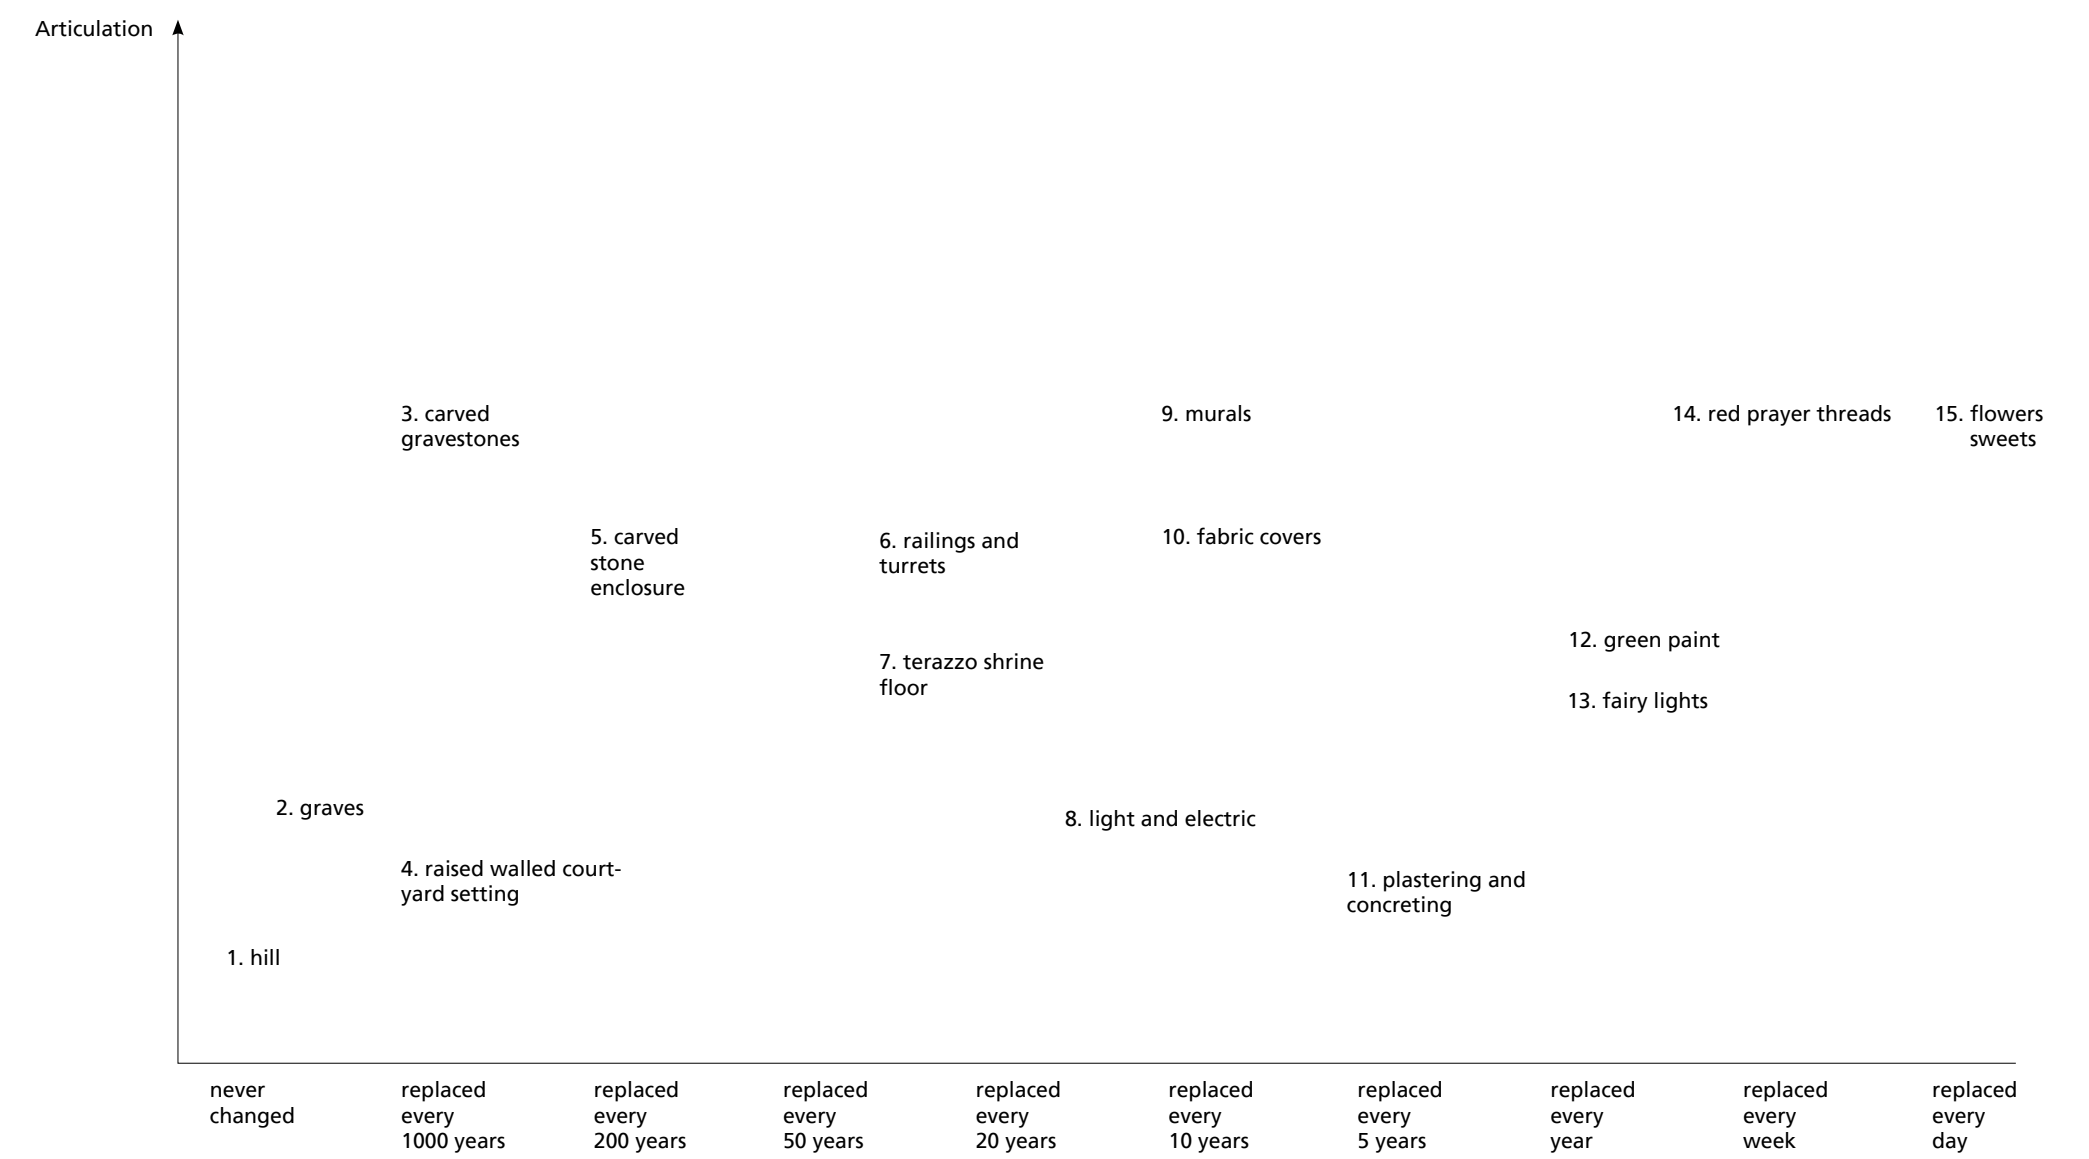 Articulation
3. carved
gravestones
9. murals
14. red prayer threads
15. flowers
sweets
5. carved
stone
enclosure
6. railings and
turrets
10. fabric covers
12. green paint
7. terazzo shrine
floor
13. fairy lights
2. graves
8. light and electric
4. raised walled court-
yard setting
11. plastering and
concreting
1. hill
never
changed
replaced
every
1000 years
replaced
every
200 years
replaced
every
50 years
replaced
every
20 years
replaced
every
10 years
replaced
every
5 years
replaced
every
year
replaced
every
week
replaced
every
day